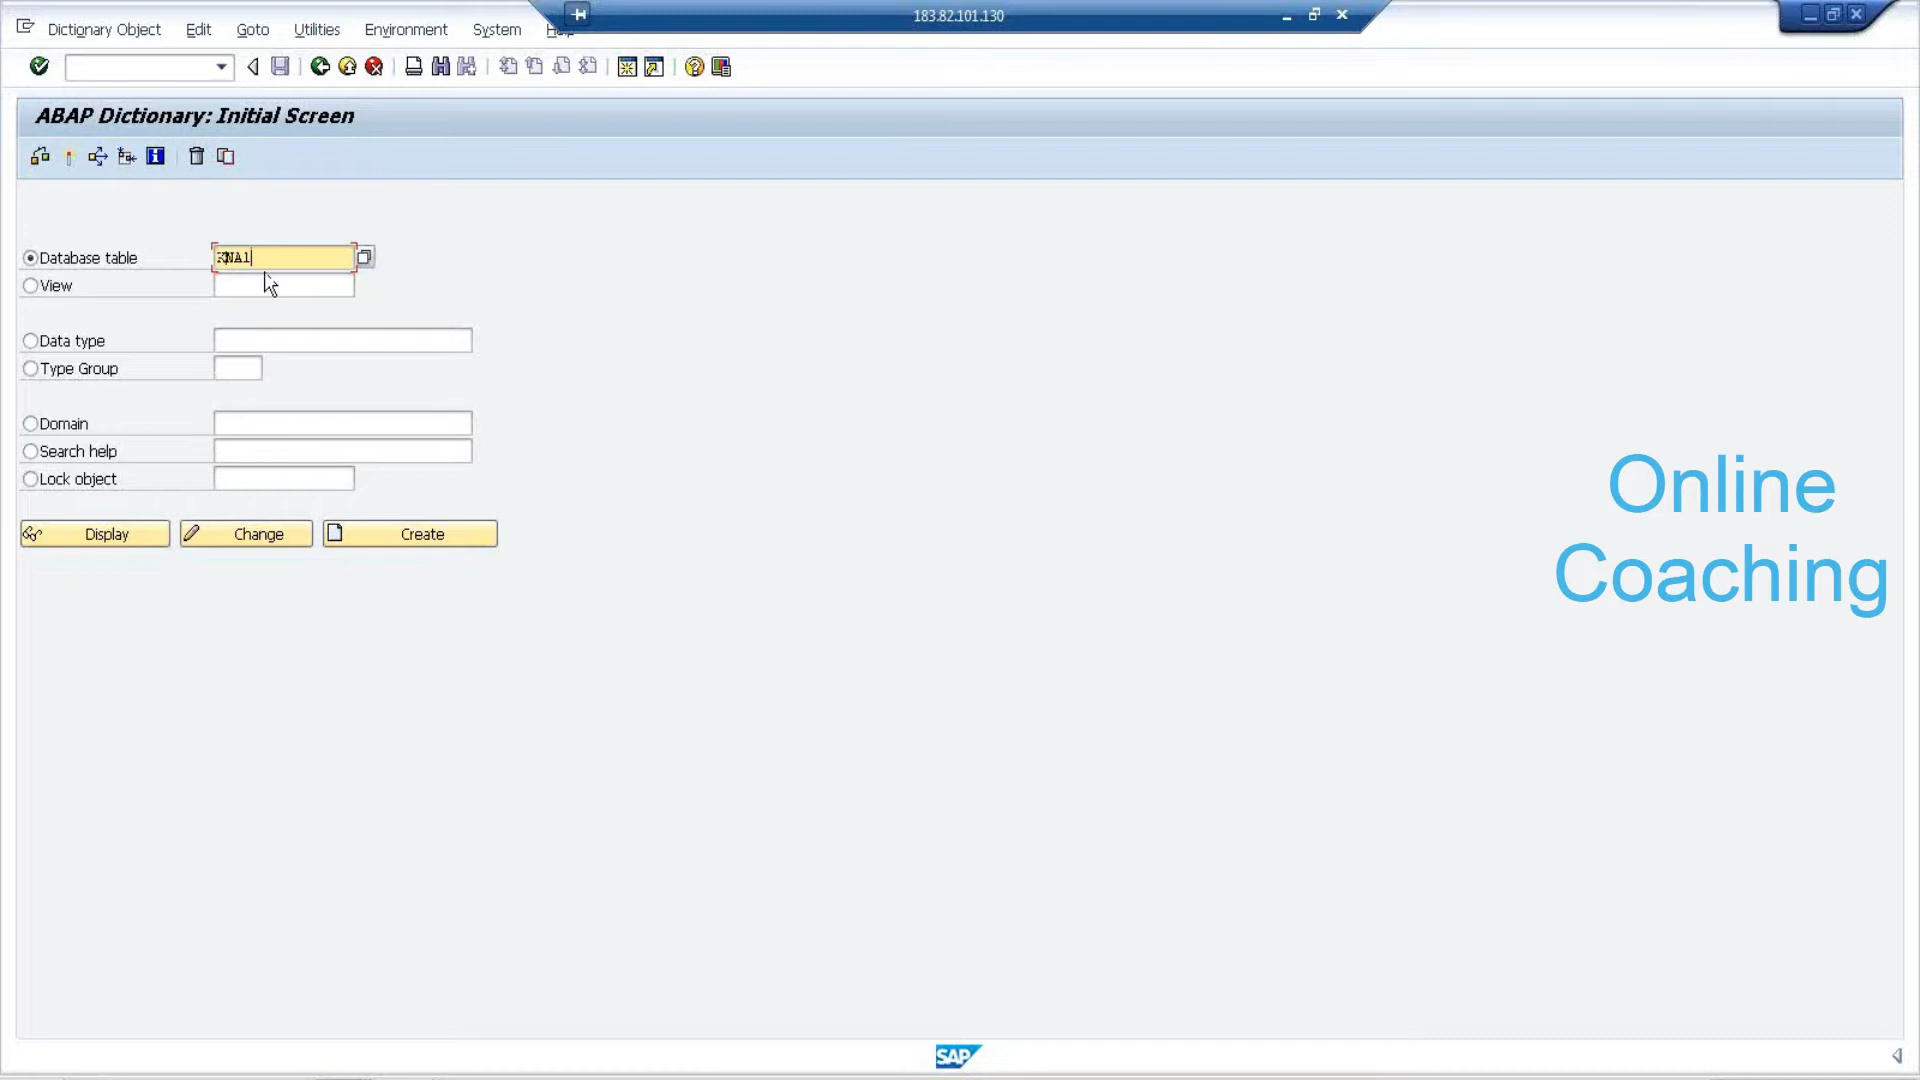 183.82.101.130
Dictionary Object Edit Goto Utilities Environment System
ABAP Dictionary: Initial Screen
Database table KNA1
View
Data type
Type Group
Domain
Search help
Lock object
Display Change Create
Online
Coaching
SAP